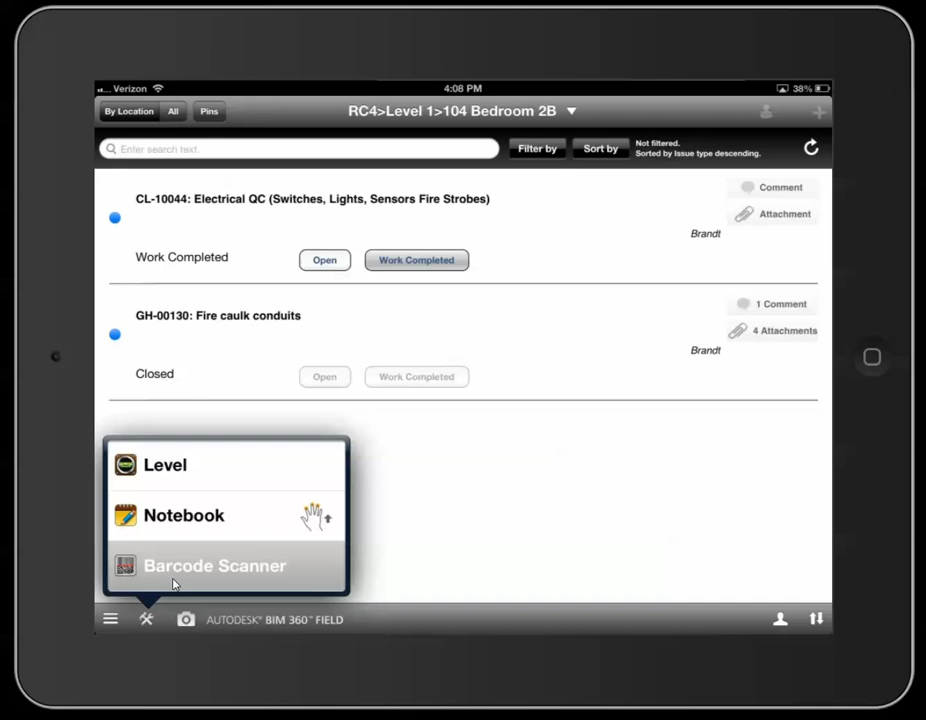 Verizon 4:08 PM 38%
By Location All Pins RC4>Level 1>104 Bedroom 2B
Enter search text. Filter by Sort by Not filtered.
Sorted by Issue type descending.
CL-10044: Electrical QC (Switches, Lights, Sensors Fire Strobes)
Comment
Attachment
Brandt
Work Completed Open Work Completed
GH-00130: Fire caulk conduits
1 Comment
4 Attachments
Brandt
Closed Open Work Completed
Level
Notebook
Barcode Scanner
AUTODESK® BIM 360™ FIELD